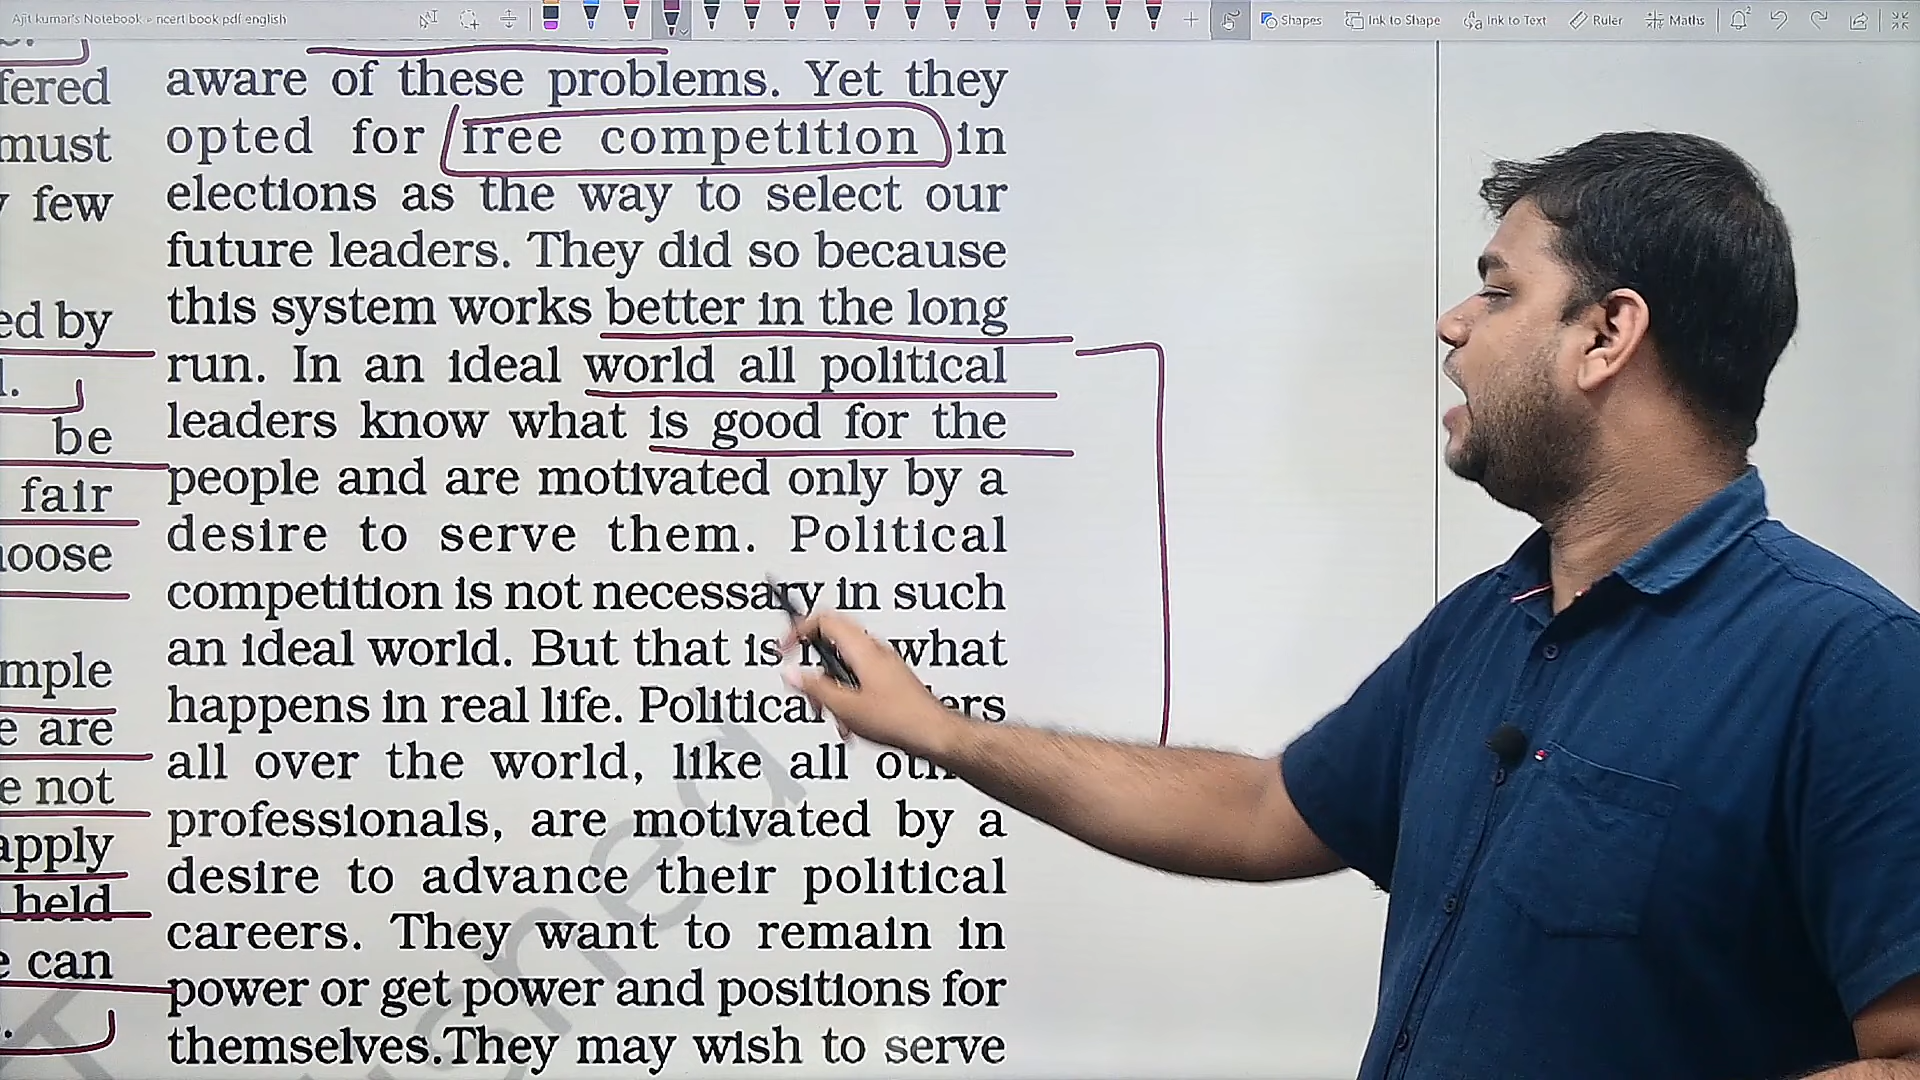 Ajit kumar's Notebook » ncert book pdf english
Shapes
Ink to Shape
Ink to Text
Ruler
Maths
fered
must
few
ed by
be
fair
hoose
mple
e are
e not
apply
held
e can
aware of these problems. Yet they
opted for free competition in
elections as the way to select our
future leaders. They did so because
this system works better in the long
run. In an ideal world all political
leaders know what is good for the
people and are motivated only by a
desire to serve them. Political
competition is not necessary in such
an ideal world. But that is what
happens in real life. Political
all over the world, like all
professionals, are motivated by a
desire to advance their political
careers. They want to remain in
power or get power and positions for
themselves.They may wish to serve